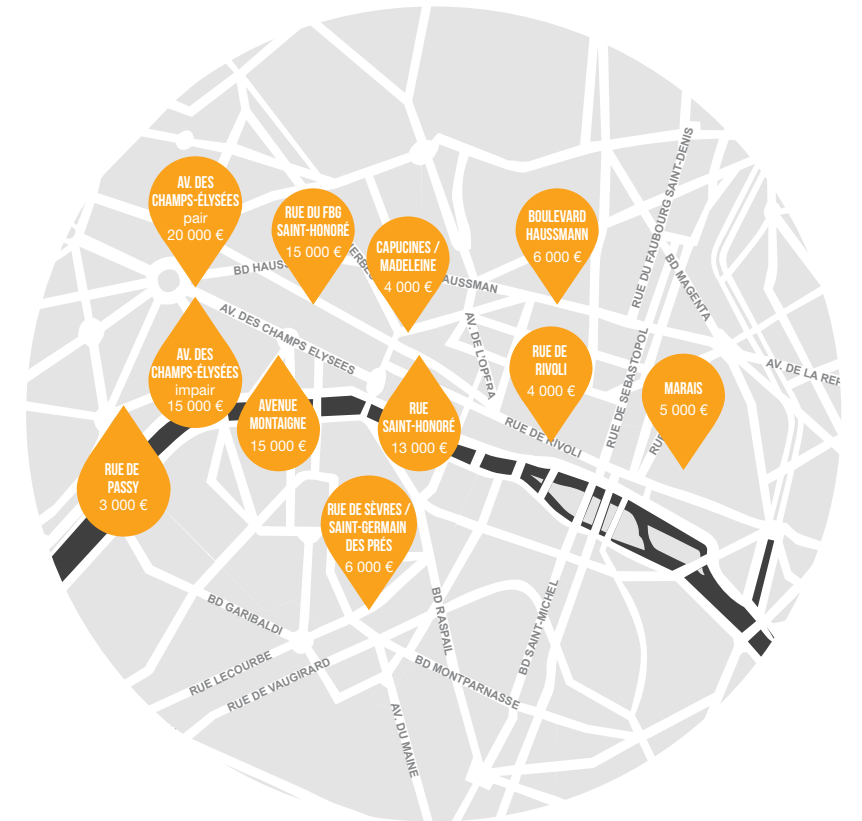 RUE DU FAUBOURG SAINT-DENIS
AV. DES
CHAMPS-ÉLYSÉES
pair
20 000 €
RUE DU FBG
SAINT-HONORÉ
15 000 €
CAPUCINES /
MADELEINE
4 000 €
BOULEVARD
HAUSSMANN
6 000 €
BD HAUSS
AUSSMAN
BD MAGENTA
AV. DES CHAMPS ELYSEES
AV. DE L'OPERA
RUE DE SEBASTOPOL
AV. DE LA REP
AV. DES
CHAMPS-ÉLYSÉES
impair
15 000 €
RUE DE
RIVOLI
4 000 €
MARAIS
5 000 €
AVENUE
MONTAIGNE
15 000 €
RUE
SAINT-HONORÉ
13 000 €
RUE DE RIVOLI
RUE
RUE DE
PASSY
3 000 €
RUE DE SÈVRES /
SAINT-GERMAIN
DES PRÉS
6 000 €
BD GARIBALDI
BD RASPAIL
BD SAINT-MICHEL
RUE LECOURBE
RUE DE VAUGIRARD
BD MONTPARNASSE
AV. DU MAINE